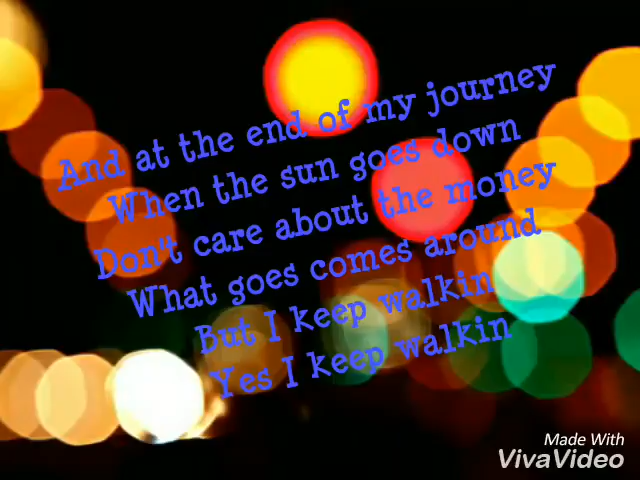 And at the end of my journey
When the sun goes down
Don't care about the money
What goes comes around
But I keep walkin
Yes I keep walkin
Made With
VivaVideo